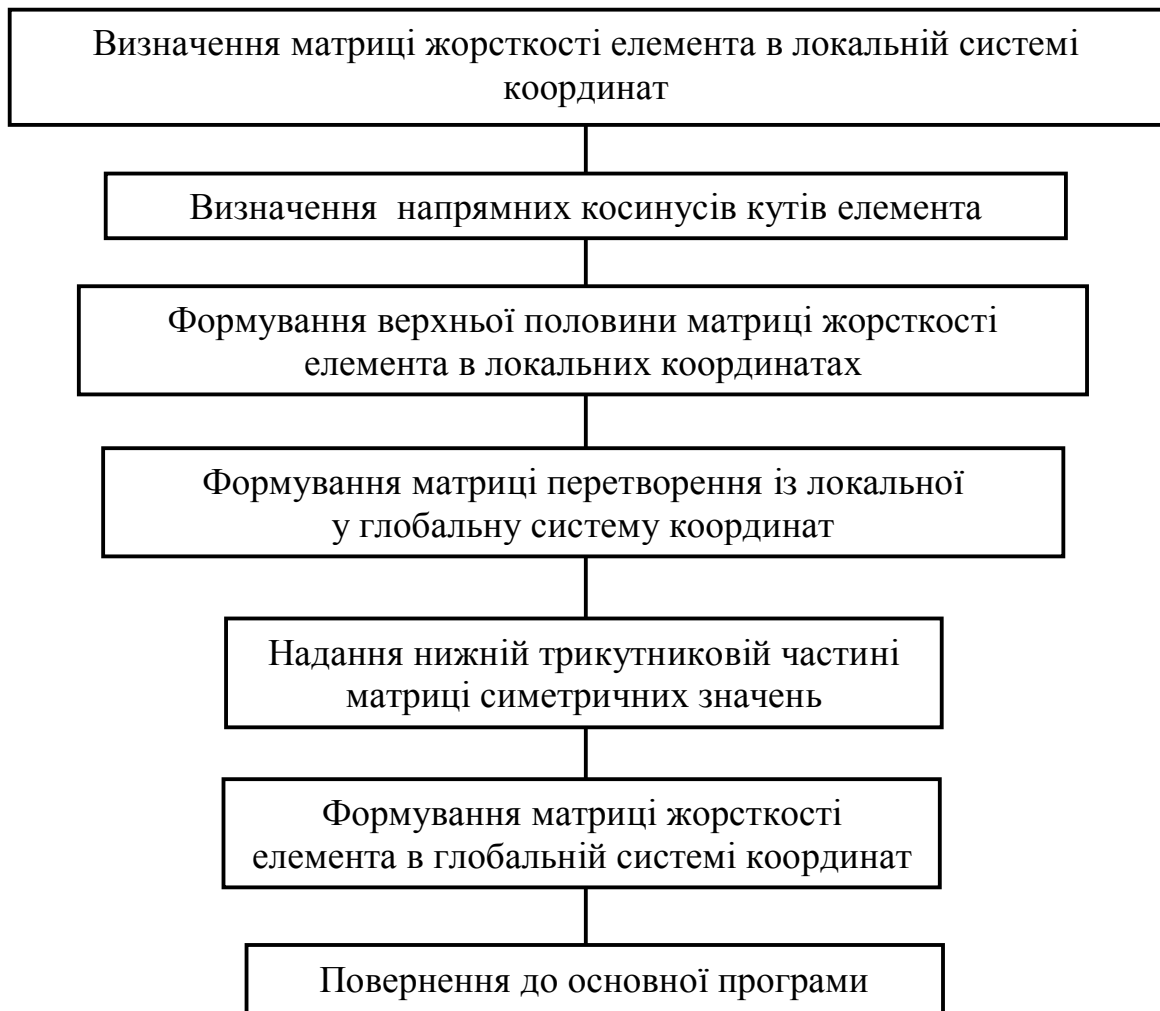 Визначення матриці жорсткості елемента в локальній системі
координат
Визначення напрямних косинусів кутів елемента
Формування верхньої половини матриці жорсткості
елемента в локальних координатах
Формування матриці перетворення із локальної
у глобальну систему координат
Надання нижній трикутниковій частині
матриці симетричних значень
Формування матриці жорсткості
елемента в глобальній системі координат
Повернення до основної програми